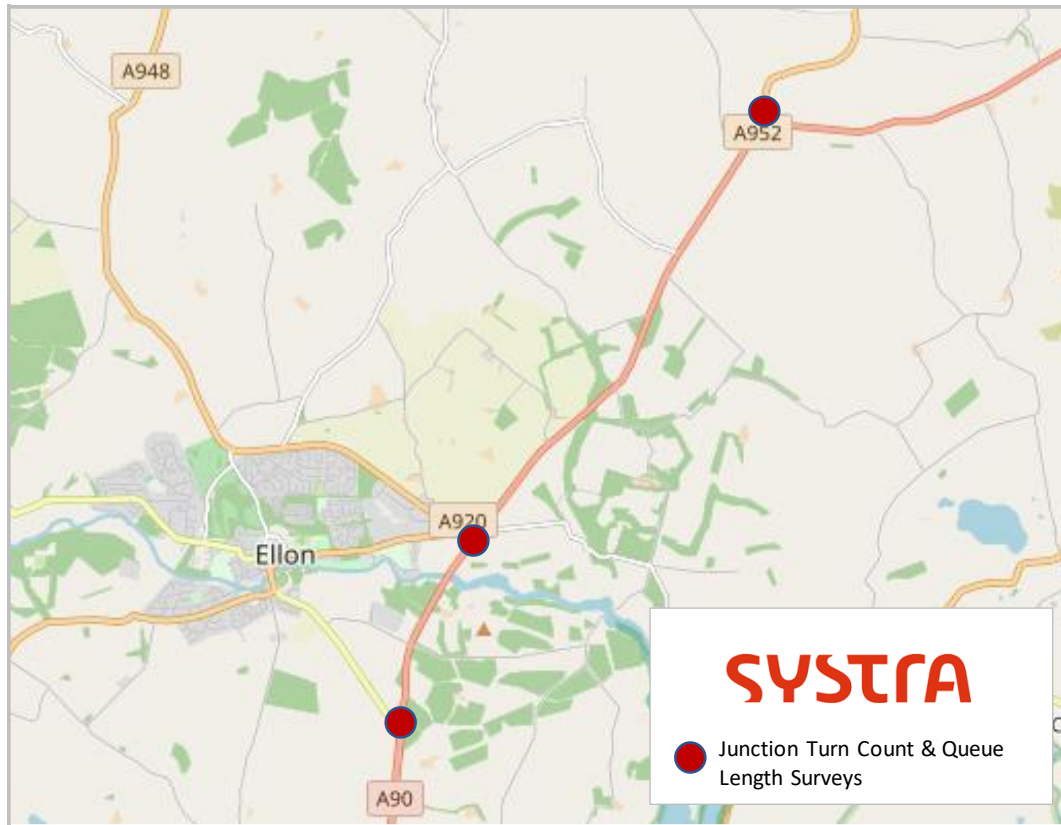 A948
A952
A920
Ellon
SYSTRA
Junction Turn Count & Queue
Length Surveys
A90